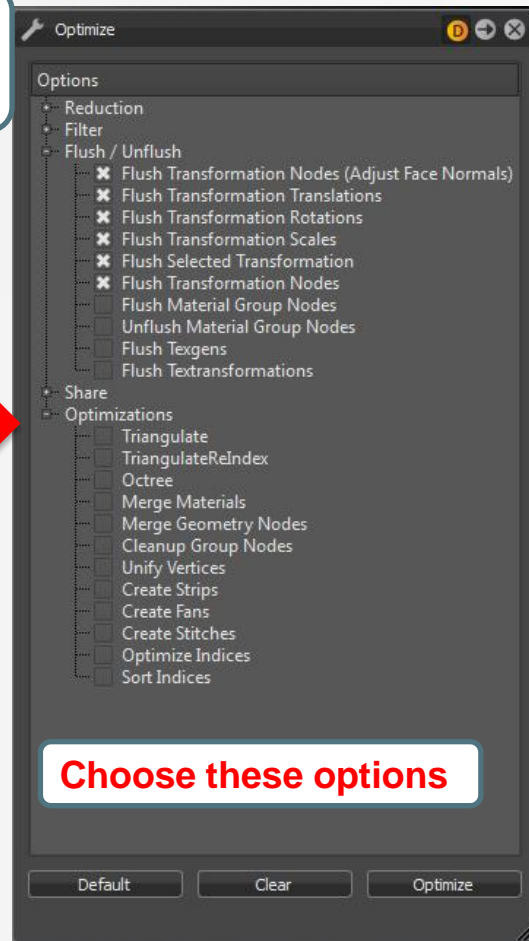 Optimize
D
Options
Reduction
Filter
Flush / Unflush
Flush Transformation Nodes (Adjust Face Normals)
Flush Transformation Translations
Flush Transformation Rotations
Flush Transformation Scales
Flush Selected Transformation
Flush Transformation Nodes
Flush Material Group Nodes
Unflush Material Group Nodes
Flush Texgens
Flush Textransformations
Share
Optimizations
Triangulate
TriangulateReIndex
Octree
Merge Materials
Merge Geometry Nodes
Cleanup Group Nodes
Unify Vertices
Create Strips
Create Fans
Create Stitches
Optimize Indices
Sort Indices
Choose these options
Default Clear Optimize